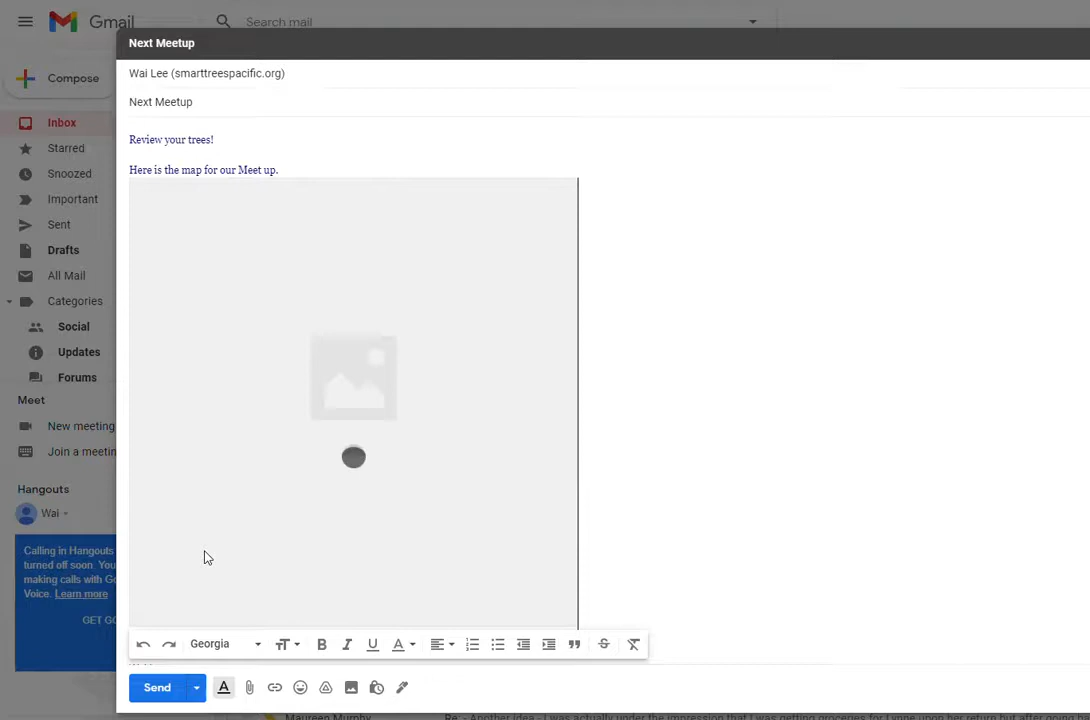 Gmail
Search mail
Next Meetup
Compose
Wai Lee (smarttreespacific.org)
Next Meetup
Inbox
Review your trees!
Starred
Here is the map for our Meet up.
Snoozed
Important
Sent
Drafts
All Mail
Categories
Social
Updates
Forums
Meet
New meeting
Join a meetin
Hangouts
Wai
Calling in Hangouts
turned off soon. You
making calls with Go
Voice. Learn more
GET GO
Georgia
Send
Maureen Murphy
Re: - Another idea - I was actually under the impression that I was getting groceries for Lynne upon her return but after going